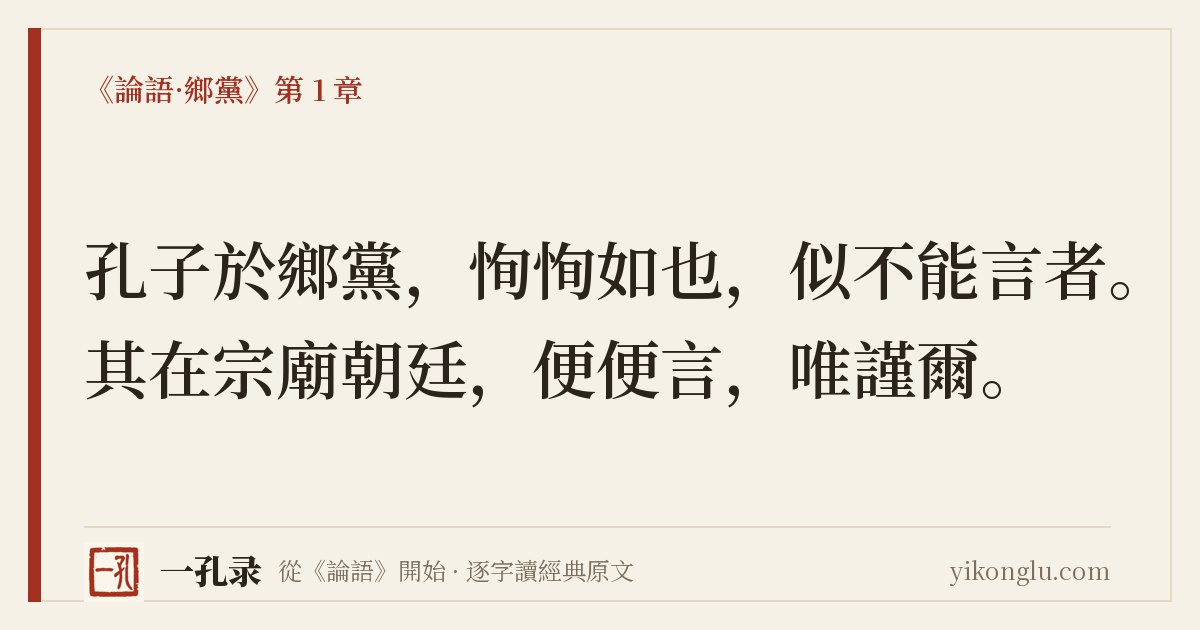 《論語·鄉黨》第 1 章
孔子於鄉黨，恂恂如也，似不能言者。
其在宗廟朝廷，便便言，唯謹爾。
一孔
一孔录 從《論語》開始 · 逐字讀經典原文 yikonglu.com